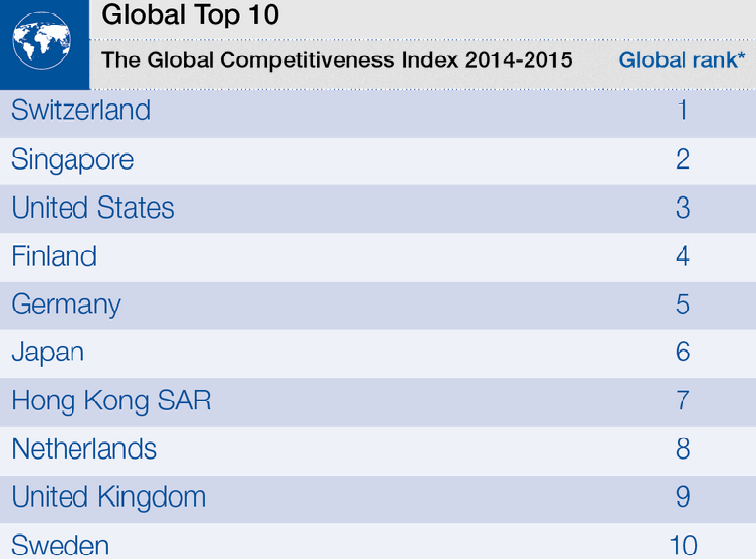 Global Top 10
The Global Competitiveness Index 2014-2015 Global rank*
Switzerland 1
Singapore 2
United States 3
Finland 4
Germany 5
Japan 6
Hong Kong SAR 7
Netherlands 8
United Kingdom 9
Sweden 10